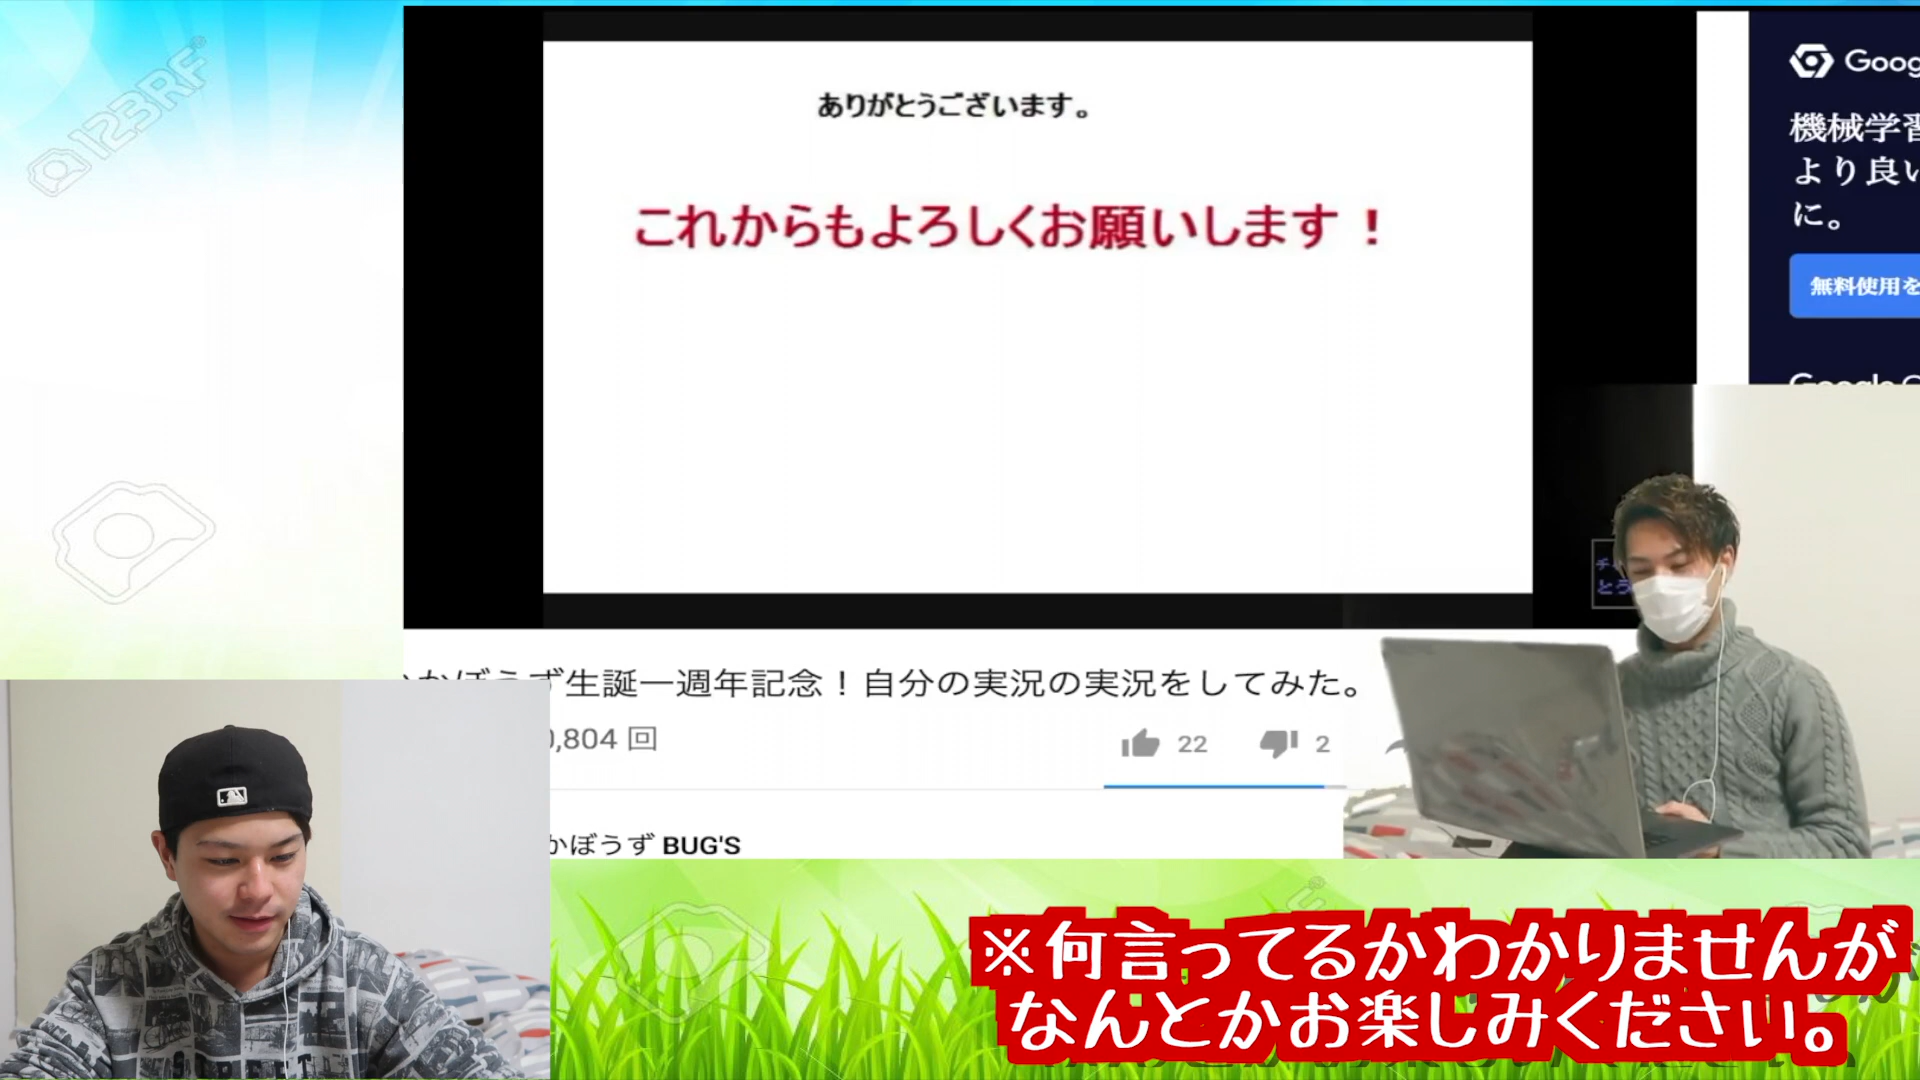 ありがとうございます。
これからもよろしくお願いします！
Goog
機械学習
より良い
に。
無料使用を
かぼうず生誕一週年記念！自分の実況の実況をしてみた。
,804 回
22
2
かぼうず BUG'S
※何言ってるかわかりませんが
なんとかお楽しみください。
123RF